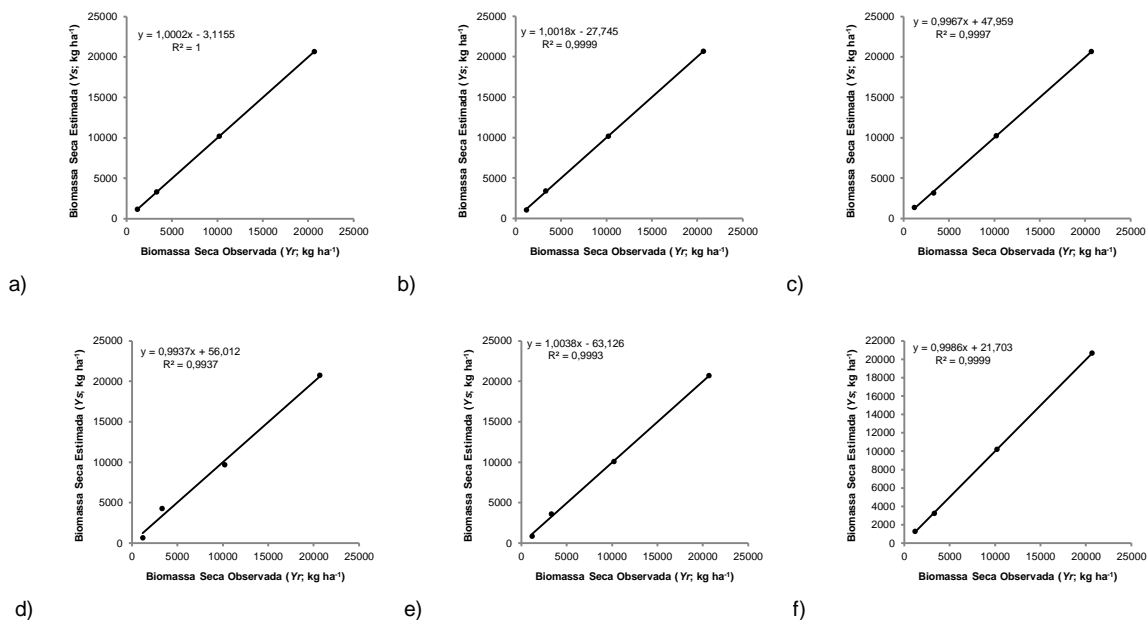 25000
20000
15000
10000
5000
0
Biomassa Seca Estimada (Ys; kg ha⁻¹)
y = 1,0002x - 3,1155
R² = 1
0 5000 10000 15000 20000 25000
Biomassa Seca Observada (Yr; kg ha⁻¹)
a)
25000
20000
15000
10000
5000
0
Biomassa Seca Estimada (Ys; kg ha⁻¹)
y = 1,0018x - 27,745
R² = 0,9999
0 5000 10000 15000 20000 25000
Biomassa Seca Observada (Yr; kg ha⁻¹)
b)
25000
20000
15000
10000
5000
0
Biomassa Seca Estimada (Ys; kg ha⁻¹)
y = 0,9967x + 47,959
R² = 0,9997
0 5000 10000 15000 20000 25000
Biomassa Seca Observada (Yr; kg ha⁻¹)
c)
25000
20000
15000
10000
5000
0
Biomassa Seca Estimada (Ys; kg ha⁻¹)
y = 0,9937x + 56,012
R² = 0,9937
0 5000 10000 15000 20000 25000
Biomassa Seca Observada (Yr; kg ha⁻¹)
d)
25000
20000
15000
10000
5000
0
Biomassa Seca Estimada (Ys; kg ha⁻¹)
y = 1,0038x - 63,126
R² = 0,9993
0 5000 10000 15000 20000 25000
Biomassa Seca Observada (Yr; kg ha⁻¹)
e)
22000
20000
18000
16000
14000
12000
10000
8000
6000
4000
2000
0
Biomassa Seca Estimada (Ys; kg ha⁻¹)
y = 0,9986x + 21,703
R² = 0,9999
0 5000 10000 15000 20000 25000
Biomassa Seca Observada (Yr; kg ha⁻¹)
f)